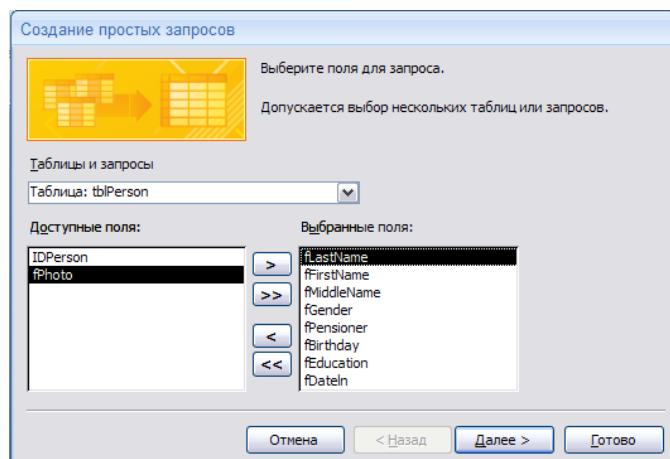 Создание простых запросов
Выберите поля для запроса.
Допускается выбор нескольких таблиц или запросов.
Таблицы и запросы
Таблица: tblPerson
Доступные поля:
Выбранные поля:
IDPerson
fPhoto
>
>>
<
<<
fLastName
fFirstName
fMiddleName
fGender
fPensioner
fBirthday
fEducation
fDateIn
Отмена
< Назад
Далее >
Готово